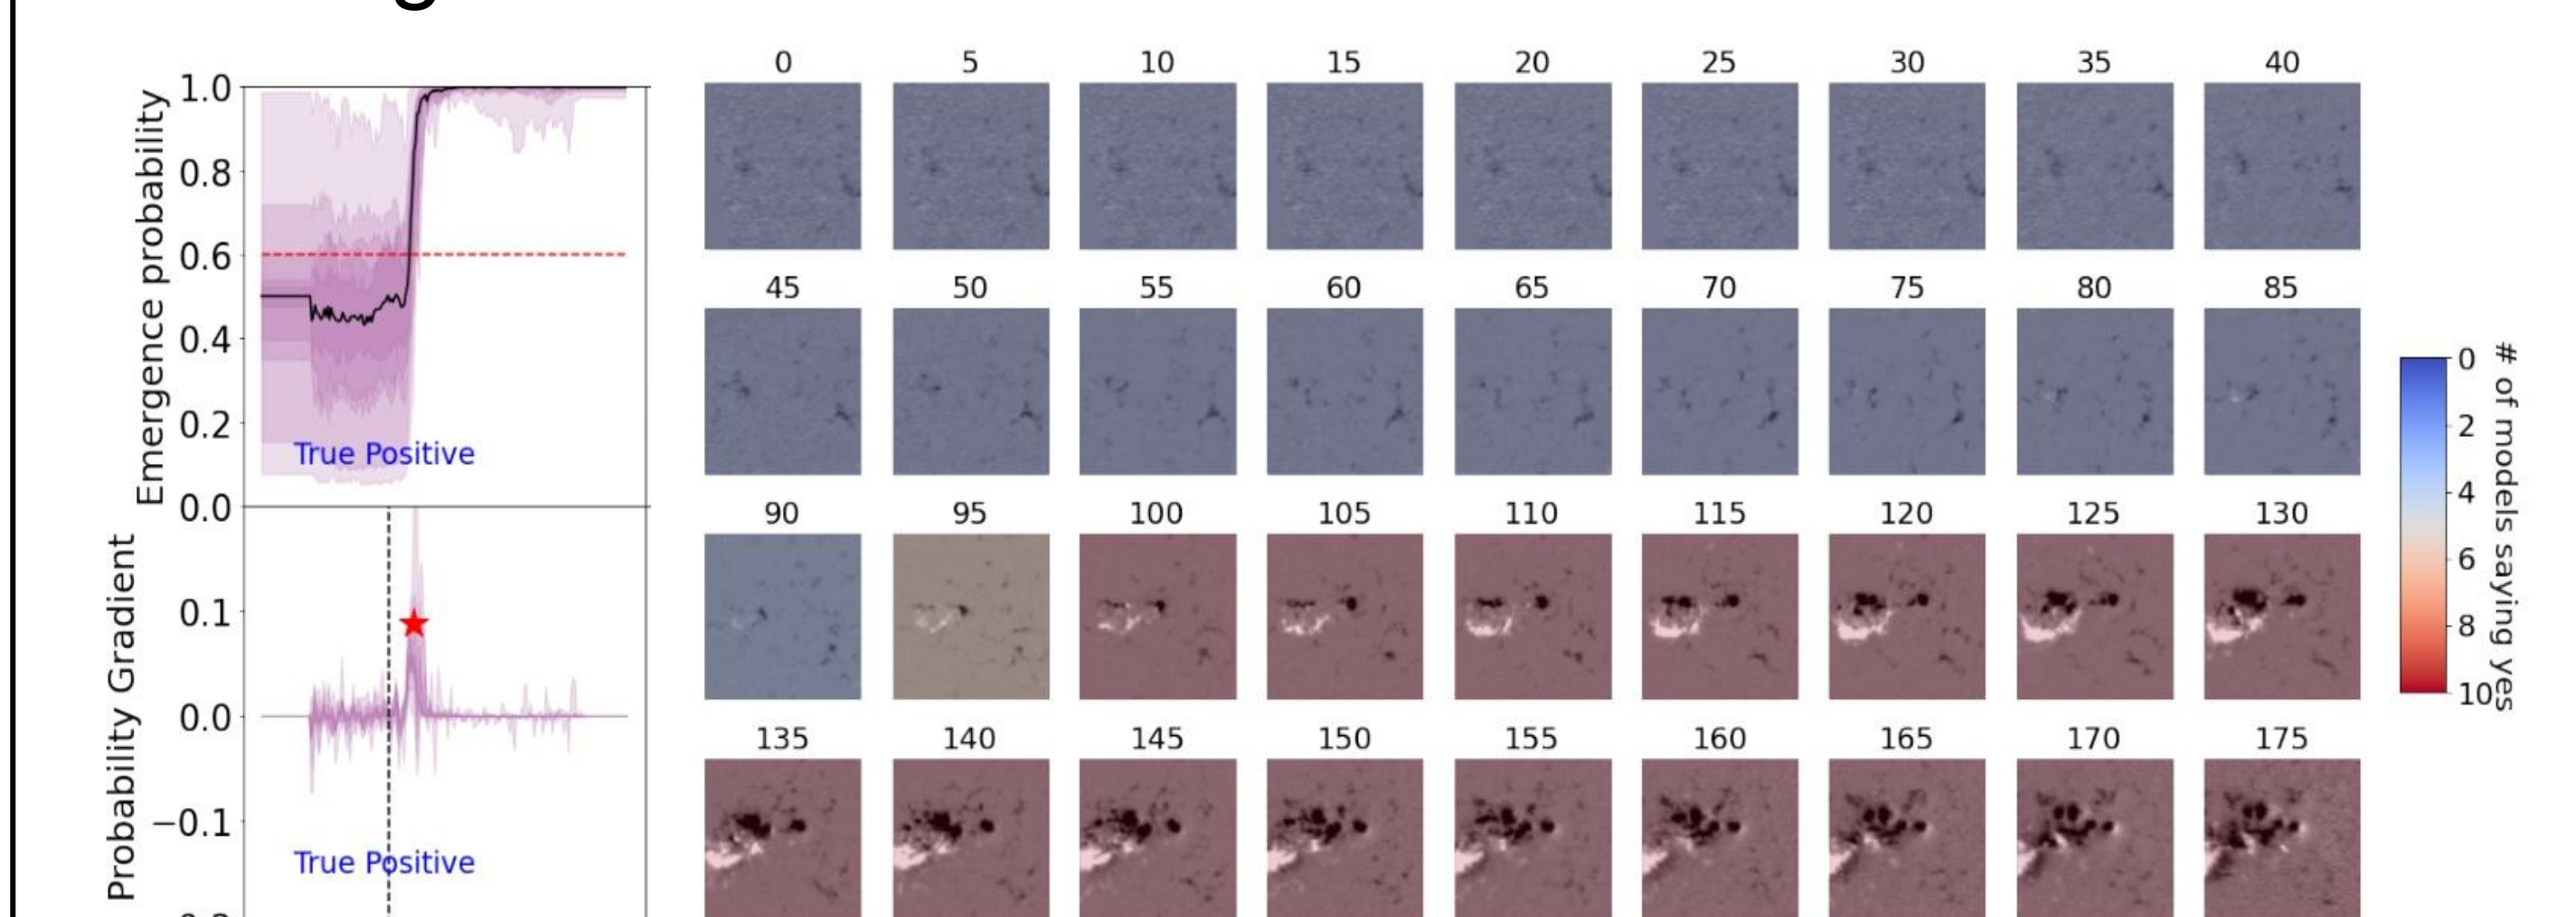 Emergence probability
1.0
0.8
0.6
0.4
0.2
0.0
True Positive
Probability Gradient
0.1
0.0
−0.1
True Positive
0 5 10 15 20 25 30 35 40
45 50 55 60 65 70 75 80 85
90 95 100 105 110 115 120 125 130
135 140 145 150 155 160 165 170 175
0
2
4
6
8
10
# of models saying yes